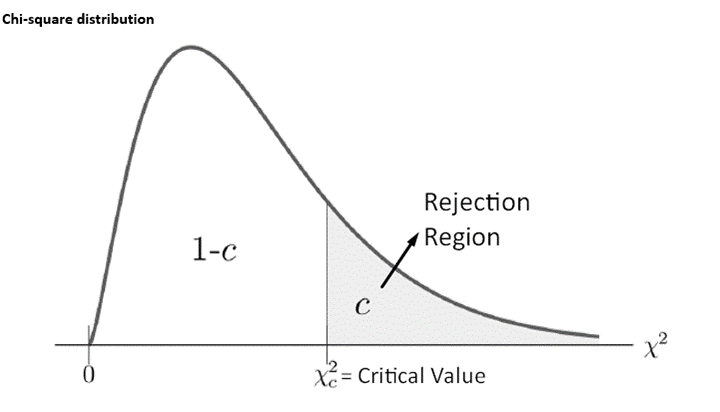 Chi-square distribution
Rejection
Region
1-c
c
χ²
0
χ²c = Critical Value